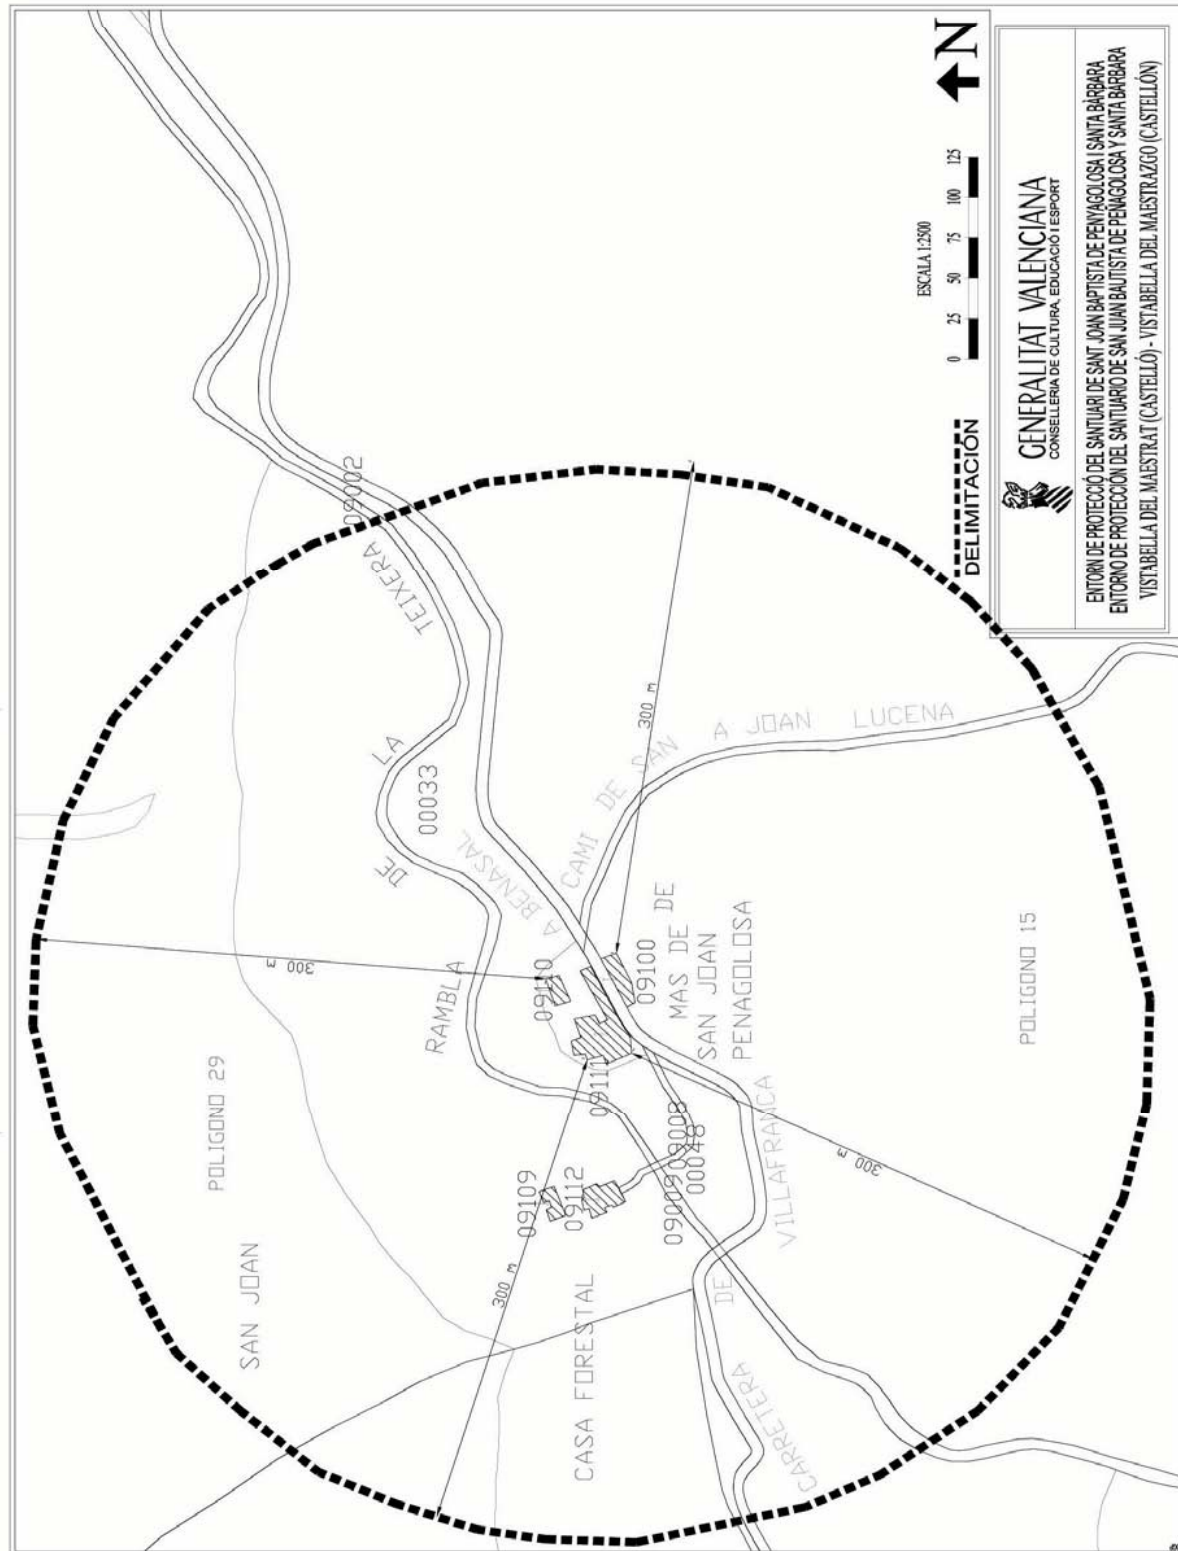 SAN JOAN
POLIGONO 29
300 m
RAMBLA
DE
LA
TEIXERA
09002
00033
A BENASAL
CAMI DE SAN JOAN A LUCENA
300 m
09110
09111
09100
MAS DE DE
SAN JOAN
PENAGOLOSA
09109
09112
09009
09008
00048
300 m
CASA FORESTAL
CARRETERA
DE
VILLAFRANCA
300 m
POLIGONO 15
DELIMITACIÓN
ESCALA 1:2500
0 25 50 75 100 125
N
GENERALITAT VALENCIANA
CONSELLERIA DE CULTURA, EDUCACIÓ I ESPORT
ENTORN DE PROTECCIÓ DEL SANTUARI DE SANT JOAN BAPTISTA DE PENYAGOLOSA I SANTA BÀRBARA
ENTORNO DE PROTECCIÓN DEL SANTUARIO DE SAN JUAN BAUTISTA DE PEÑAGOLOSA Y SANTA BÁRBARA
VISTABELLA DEL MAESTRAT (CASTELLÓ) - VISTABELLA DEL MAESTRAZGO (CASTELLÓN)